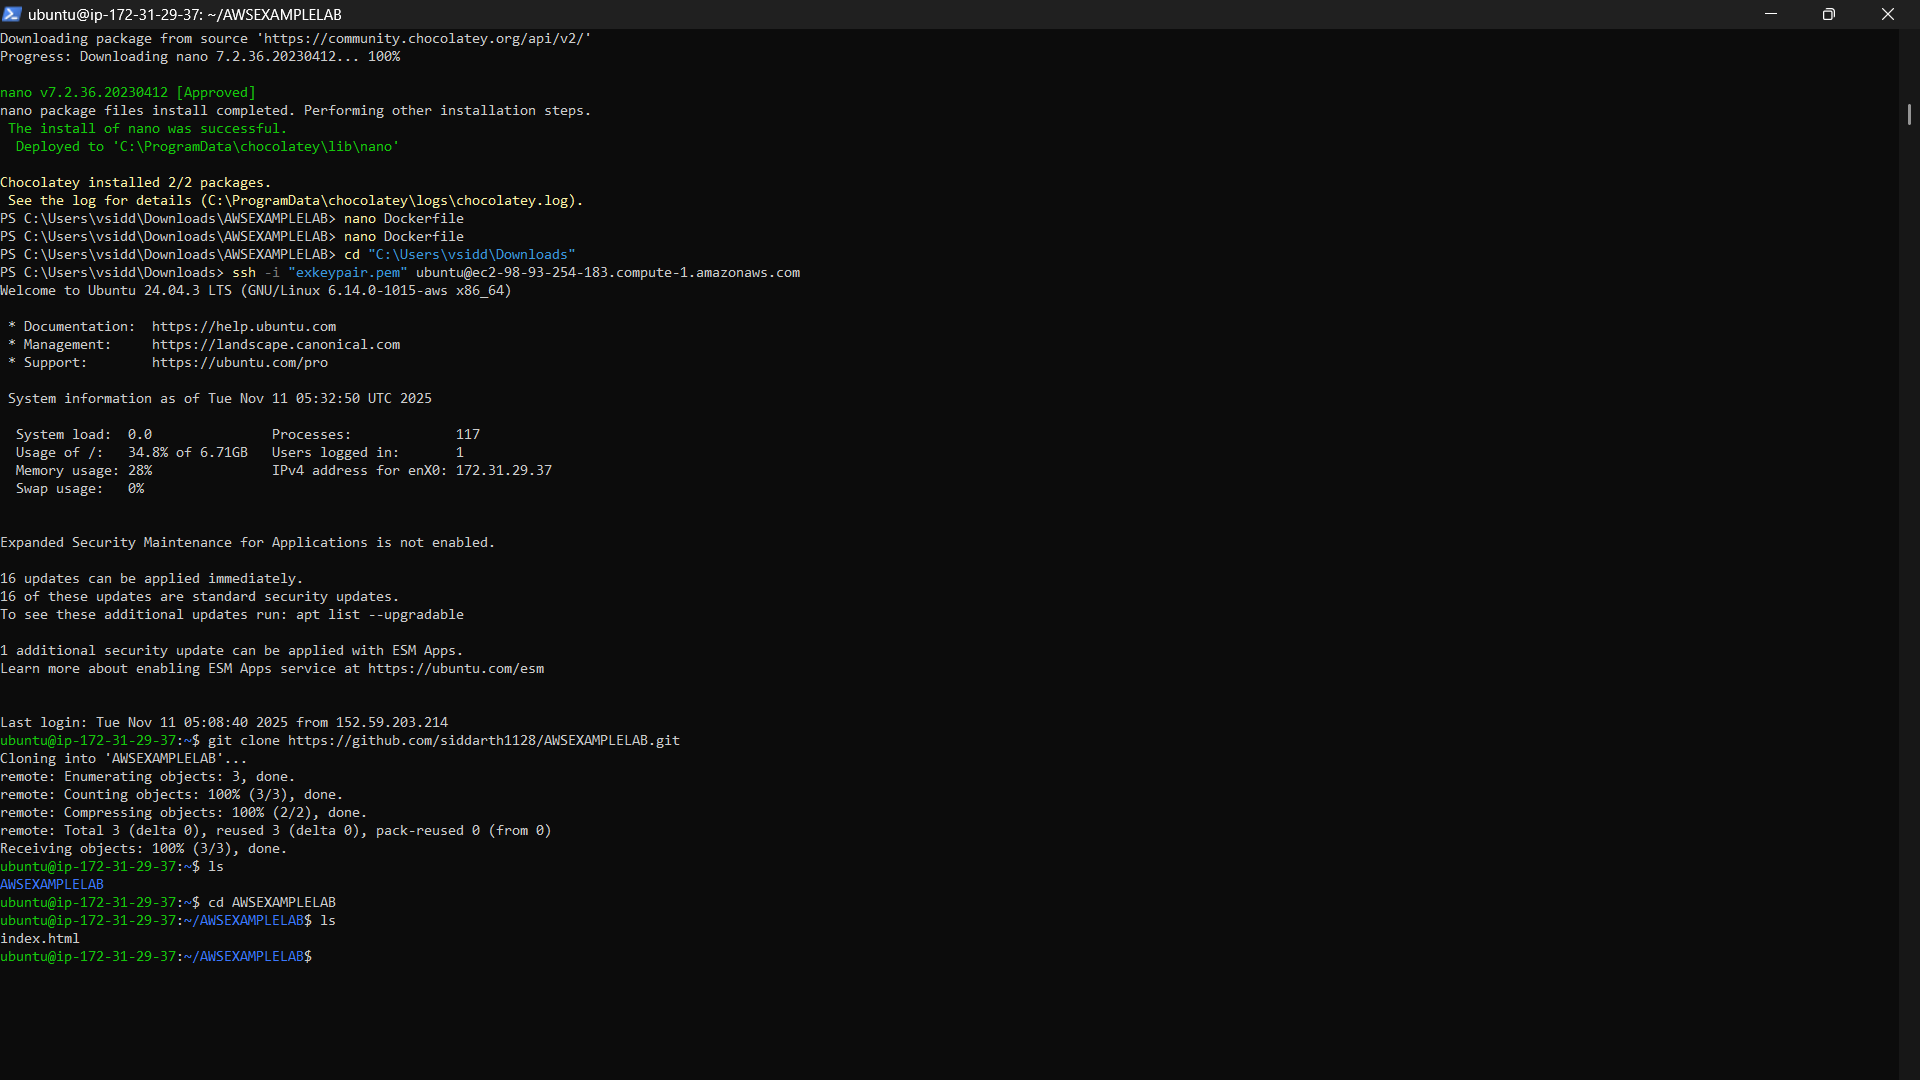 ubuntu@ip-172-31-29-37: ~/AWSEXAMPLELAB
Downloading package from source 'https://community.chocolatey.org/api/v2/'
Progress: Downloading nano 7.2.36.20230412... 100%
nano v7.2.36.20230412 [Approved]
nano package files install completed. Performing other installation steps.
The install of nano was successful.
Deployed to 'C:\ProgramData\chocolatey\lib\nano'
Chocolatey installed 2/2 packages.
See the log for details (C:\ProgramData\chocolatey\logs\chocolatey.log).
PS C:\Users\vsidd\Downloads\AWSEXAMPLELAB> nano Dockerfile
PS C:\Users\vsidd\Downloads\AWSEXAMPLELAB> nano Dockerfile
PS C:\Users\vsidd\Downloads\AWSEXAMPLELAB> cd "C:\Users\vsidd\Downloads"
PS C:\Users\vsidd\Downloads> ssh -i "exkeypair.pem" ubuntu@ec2-98-93-254-183.compute-1.amazonaws.com
Welcome to Ubuntu 24.04.3 LTS (GNU/Linux 6.14.0-1015-aws x86_64)
* Documentation:  https://help.ubuntu.com
* Management:     https://landscape.canonical.com
* Support:        https://ubuntu.com/pro
System information as of Tue Nov 11 05:32:50 UTC 2025
System load:  0.0               Processes:             117
Usage of /:   34.8% of 6.71GB   Users logged in:       1
Memory usage: 28%               IPv4 address for enX0: 172.31.29.37
Swap usage:   0%
Expanded Security Maintenance for Applications is not enabled.
16 updates can be applied immediately.
16 of these updates are standard security updates.
To see these additional updates run: apt list --upgradable
1 additional security update can be applied with ESM Apps.
Learn more about enabling ESM Apps service at https://ubuntu.com/esm
Last login: Tue Nov 11 05:08:40 2025 from 152.59.203.214
ubuntu@ip-172-31-29-37:~$ git clone https://github.com/siddarth1128/AWSEXAMPLELAB.git
Cloning into 'AWSEXAMPLELAB'...
remote: Enumerating objects: 3, done.
remote: Counting objects: 100% (3/3), done.
remote: Compressing objects: 100% (2/2), done.
remote: Total 3 (delta 0), reused 3 (delta 0), pack-reused 0 (from 0)
Receiving objects: 100% (3/3), done.
ubuntu@ip-172-31-29-37:~$ ls
AWSEXAMPLELAB
ubuntu@ip-172-31-29-37:~$ cd AWSEXAMPLELAB
ubuntu@ip-172-31-29-37:~/AWSEXAMPLELAB$ ls
index.html
ubuntu@ip-172-31-29-37:~/AWSEXAMPLELAB$